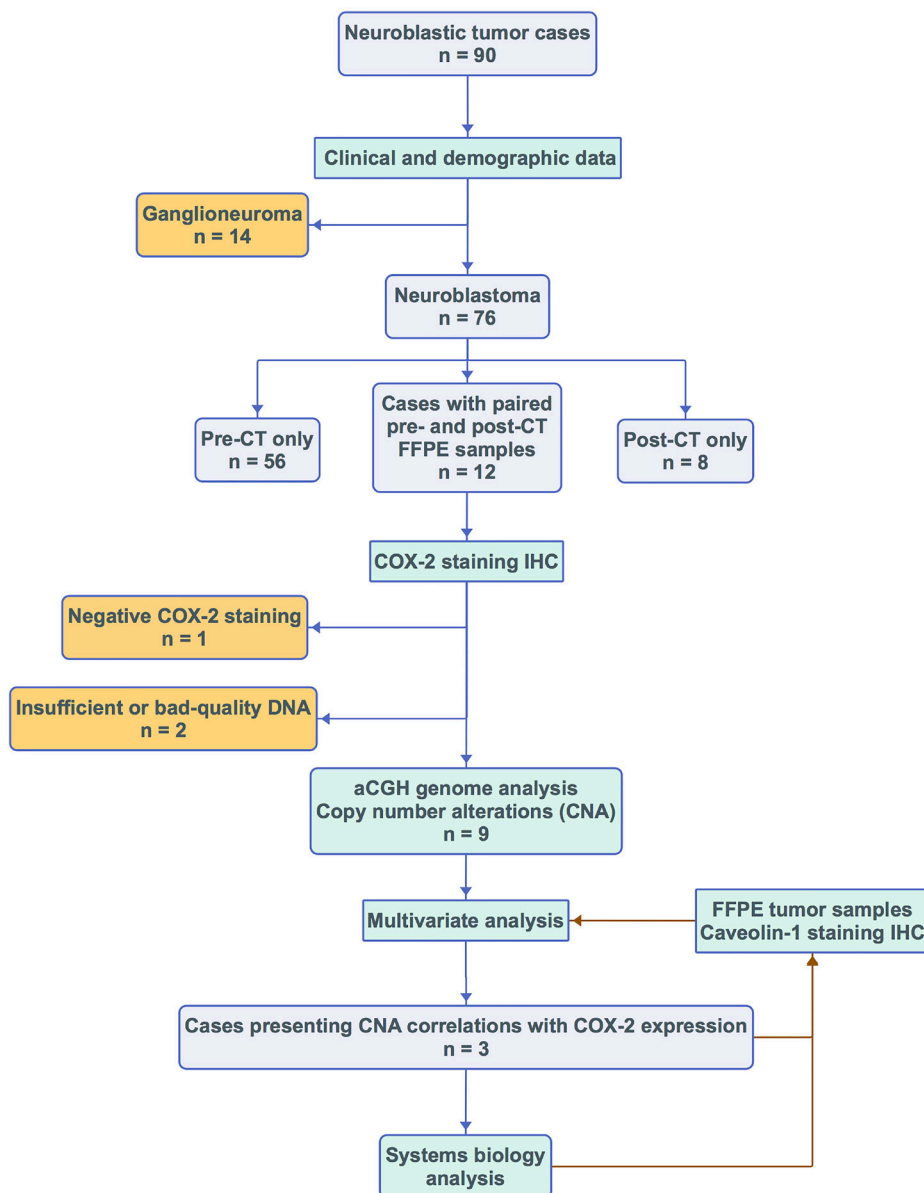 Neuroblastic tumor cases
n = 90
Clinical and demographic data
Ganglioneuroma
n = 14
Neuroblastoma
n = 76
Pre-CT only
n = 56
Cases with paired
pre- and post-CT
FFPE samples
n = 12
Post-CT only
n = 8
COX-2 staining IHC
Negative COX-2 staining
n = 1
Insufficient or bad-quality DNA
n = 2
aCGH genome analysis
Copy number alterations (CNA)
n = 9
Multivariate analysis
FFPE tumor samples
Caveolin-1 staining IHC
Cases presenting CNA correlations with COX-2 expression
n = 3
Systems biology
analysis